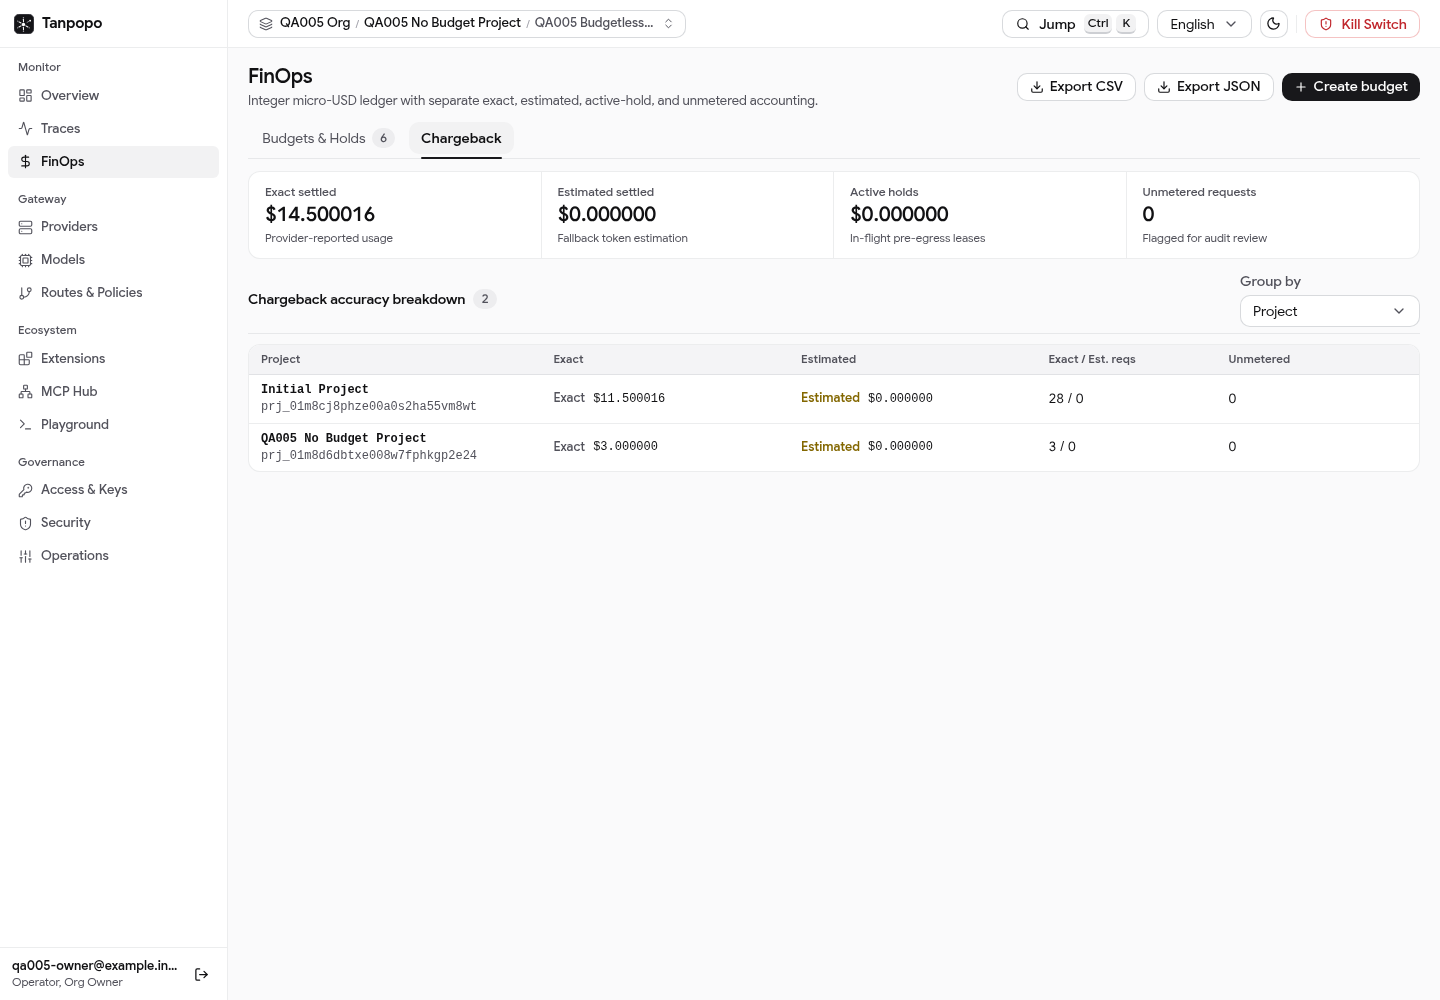 Tanpopo
QA005 Org / QA005 No Budget Project / QA005 Budgetless...
Jump Ctrl K
English
Kill Switch
Monitor
Overview
Traces
FinOps
Gateway
Providers
Models
Routes & Policies
Ecosystem
Extensions
MCP Hub
Playground
Governance
Access & Keys
Security
Operations
qa005-owner@example.in...
Operator, Org Owner
FinOps
Integer micro-USD ledger with separate exact, estimated, active-hold, and unmetered accounting.
Export CSV
Export JSON
Create budget
Budgets & Holds 6
Chargeback
Exact settled
$14.500016
Provider-reported usage
Estimated settled
$0.000000
Fallback token estimation
Active holds
$0.000000
In-flight pre-egress leases
Unmetered requests
0
Flagged for audit review
Chargeback accuracy breakdown 2
Group by
Project
Project Exact Estimated Exact / Est. reqs Unmetered
Initial Project
prj_01m8cj8phze00a0s2ha55vm8wt
Exact $11.500016 Estimated $0.000000 28 / 0 0
QA005 No Budget Project
prj_01m8d6dbtxe008w7fphkgp2e24
Exact $3.000000 Estimated $0.000000 3 / 0 0